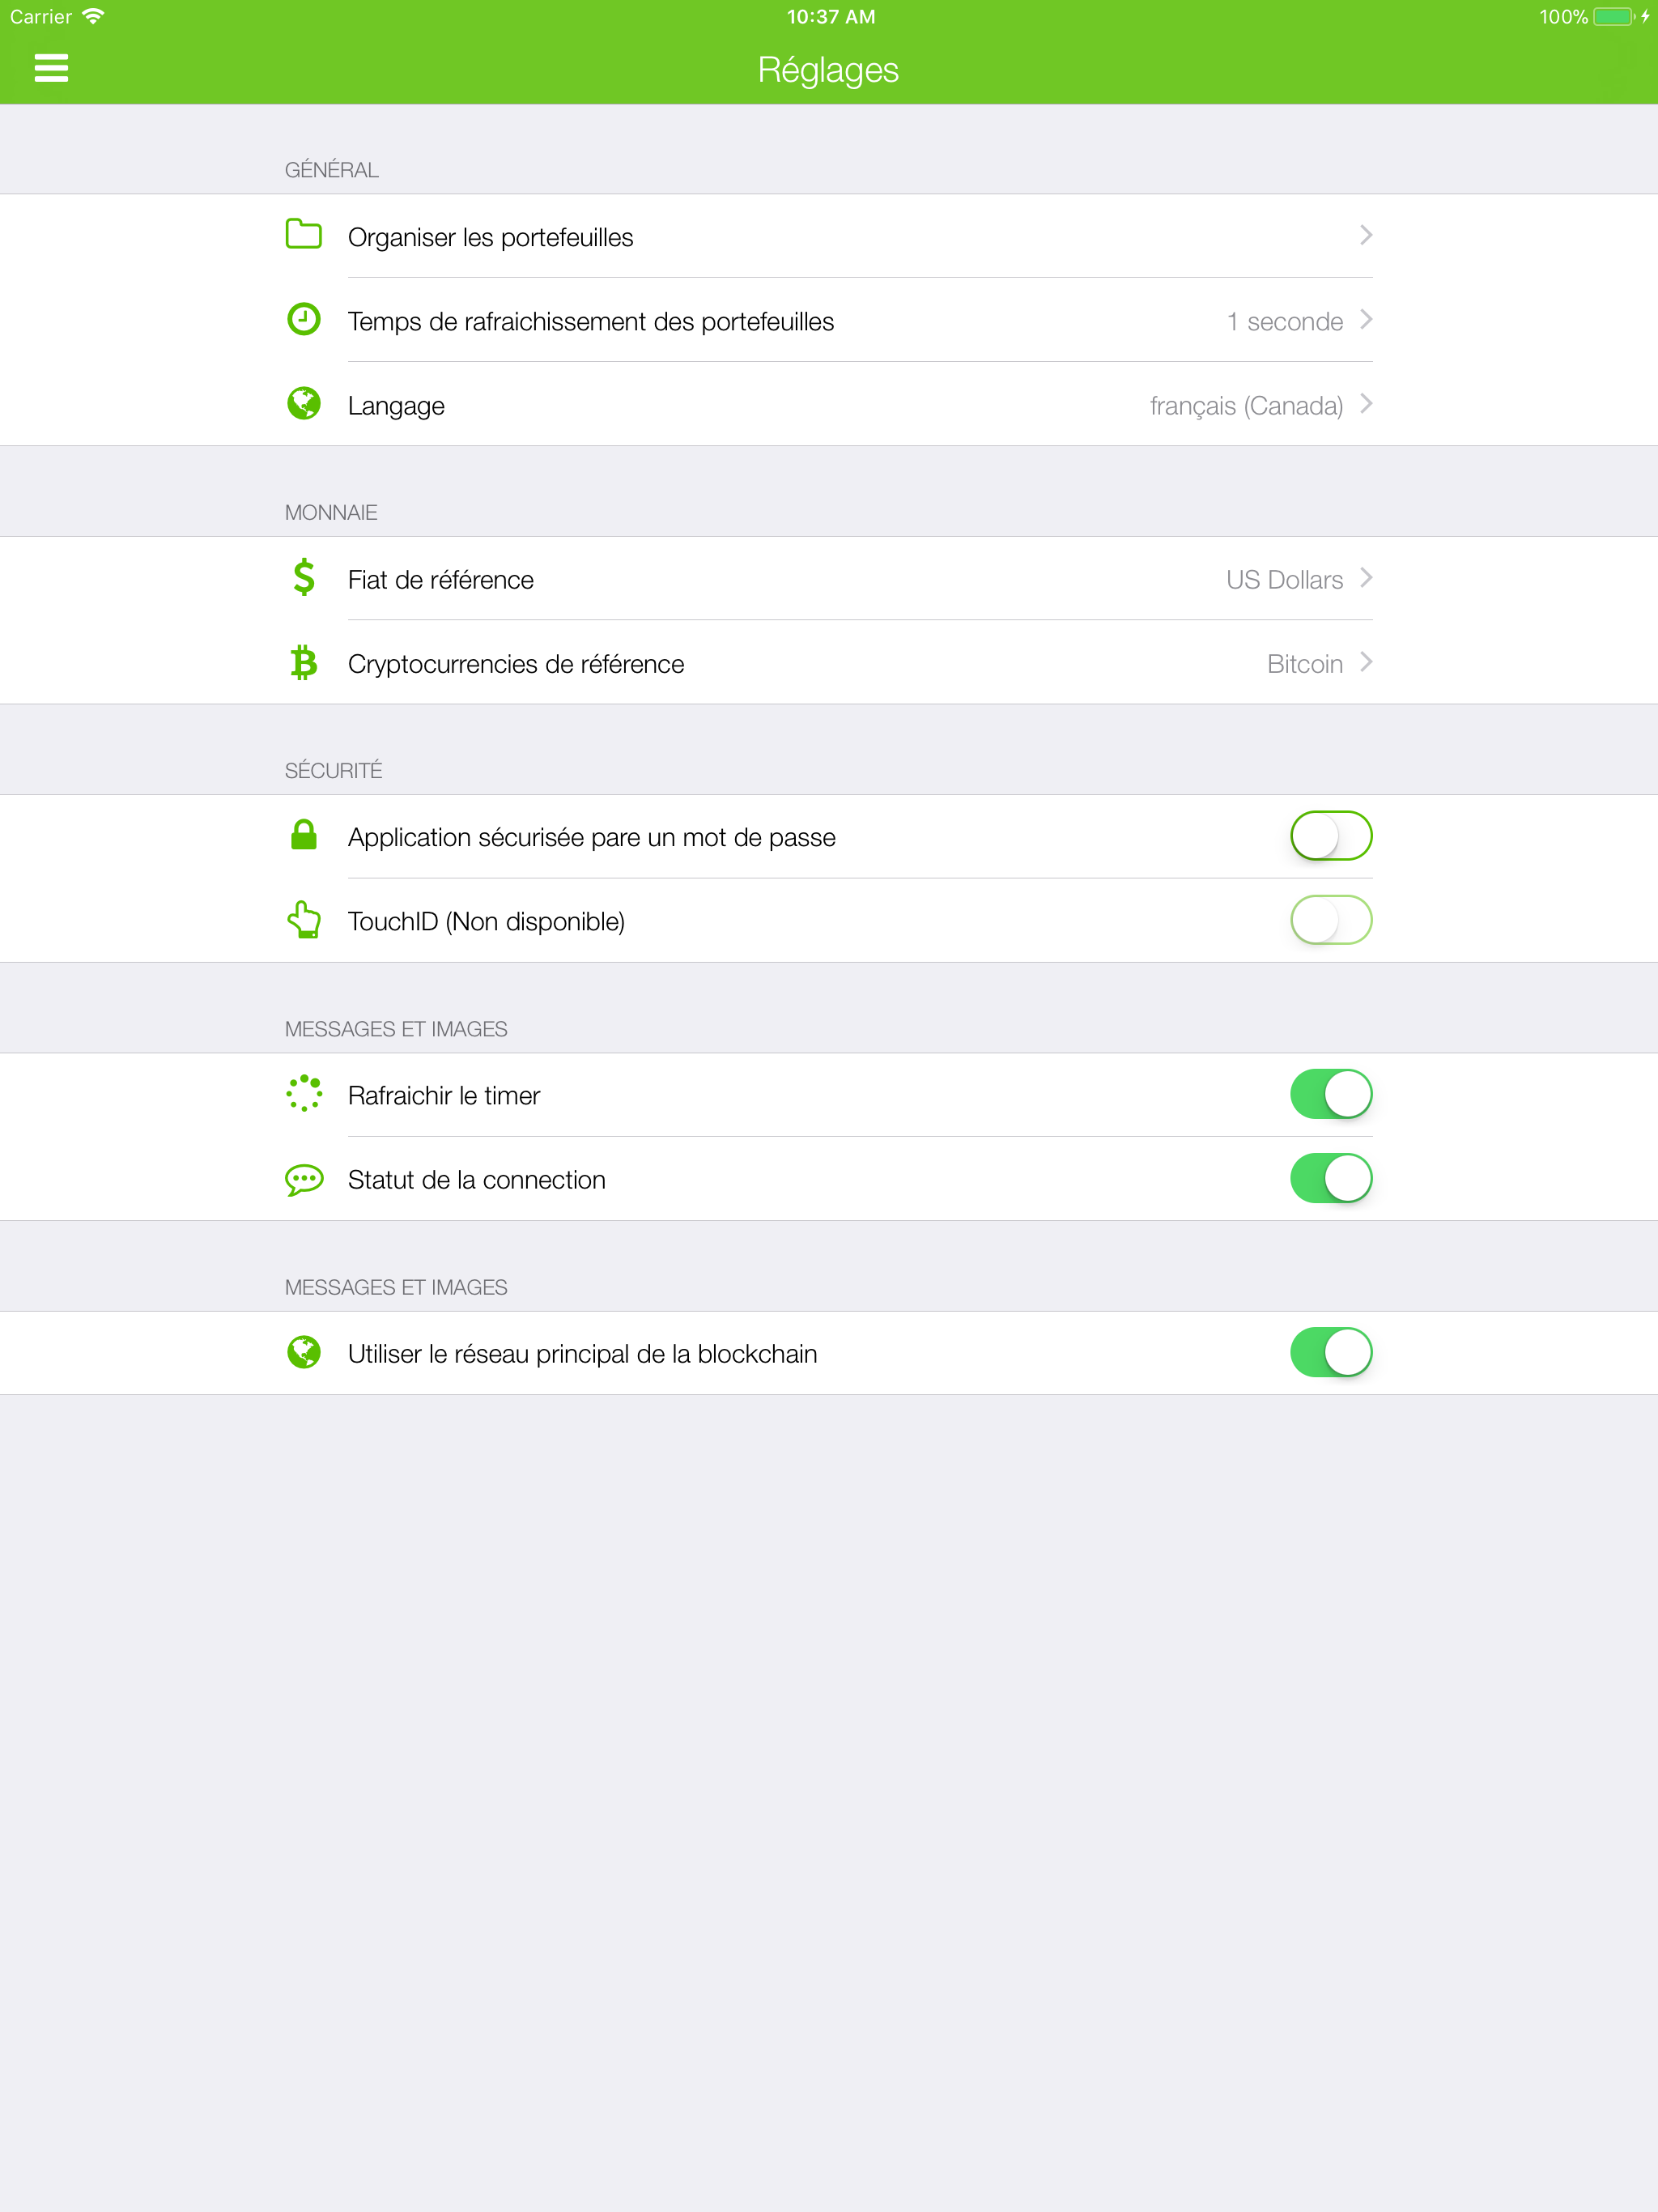 Carrier 10:37 AM 100%
Réglages
GÉNÉRAL
Organiser les portefeuilles
Temps de rafraichissement des portefeuilles 1 seconde
Langage français (Canada)
MONNAIE
Fiat de référence US Dollars
Cryptocurrencies de référence Bitcoin
SÉCURITÉ
Application sécurisée pare un mot de passe
TouchID (Non disponible)
MESSAGES ET IMAGES
Rafraichir le timer
Statut de la connection
MESSAGES ET IMAGES
Utiliser le réseau principal de la blockchain